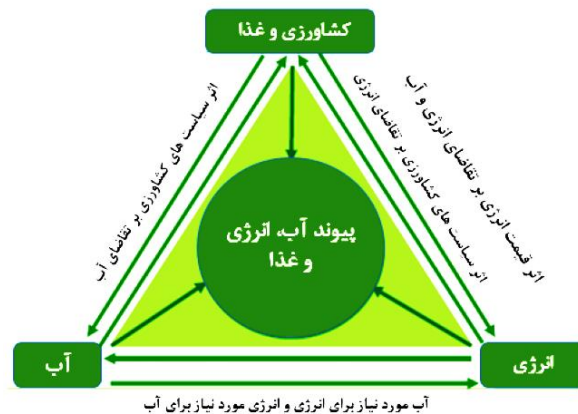 کشاورزی و غذا
اثر سیاست های کشاورزی بر تقاضای آب
اثر قیمت انرژی بر تقاضای انرژی و آب
اثر سیاست های کشاورزی بر تقاضای انرژی
پیوند آب، انرژی
و غذا
آب
انرژی
آب مورد نیاز برای انرژی و انرژی مورد نیاز برای آب